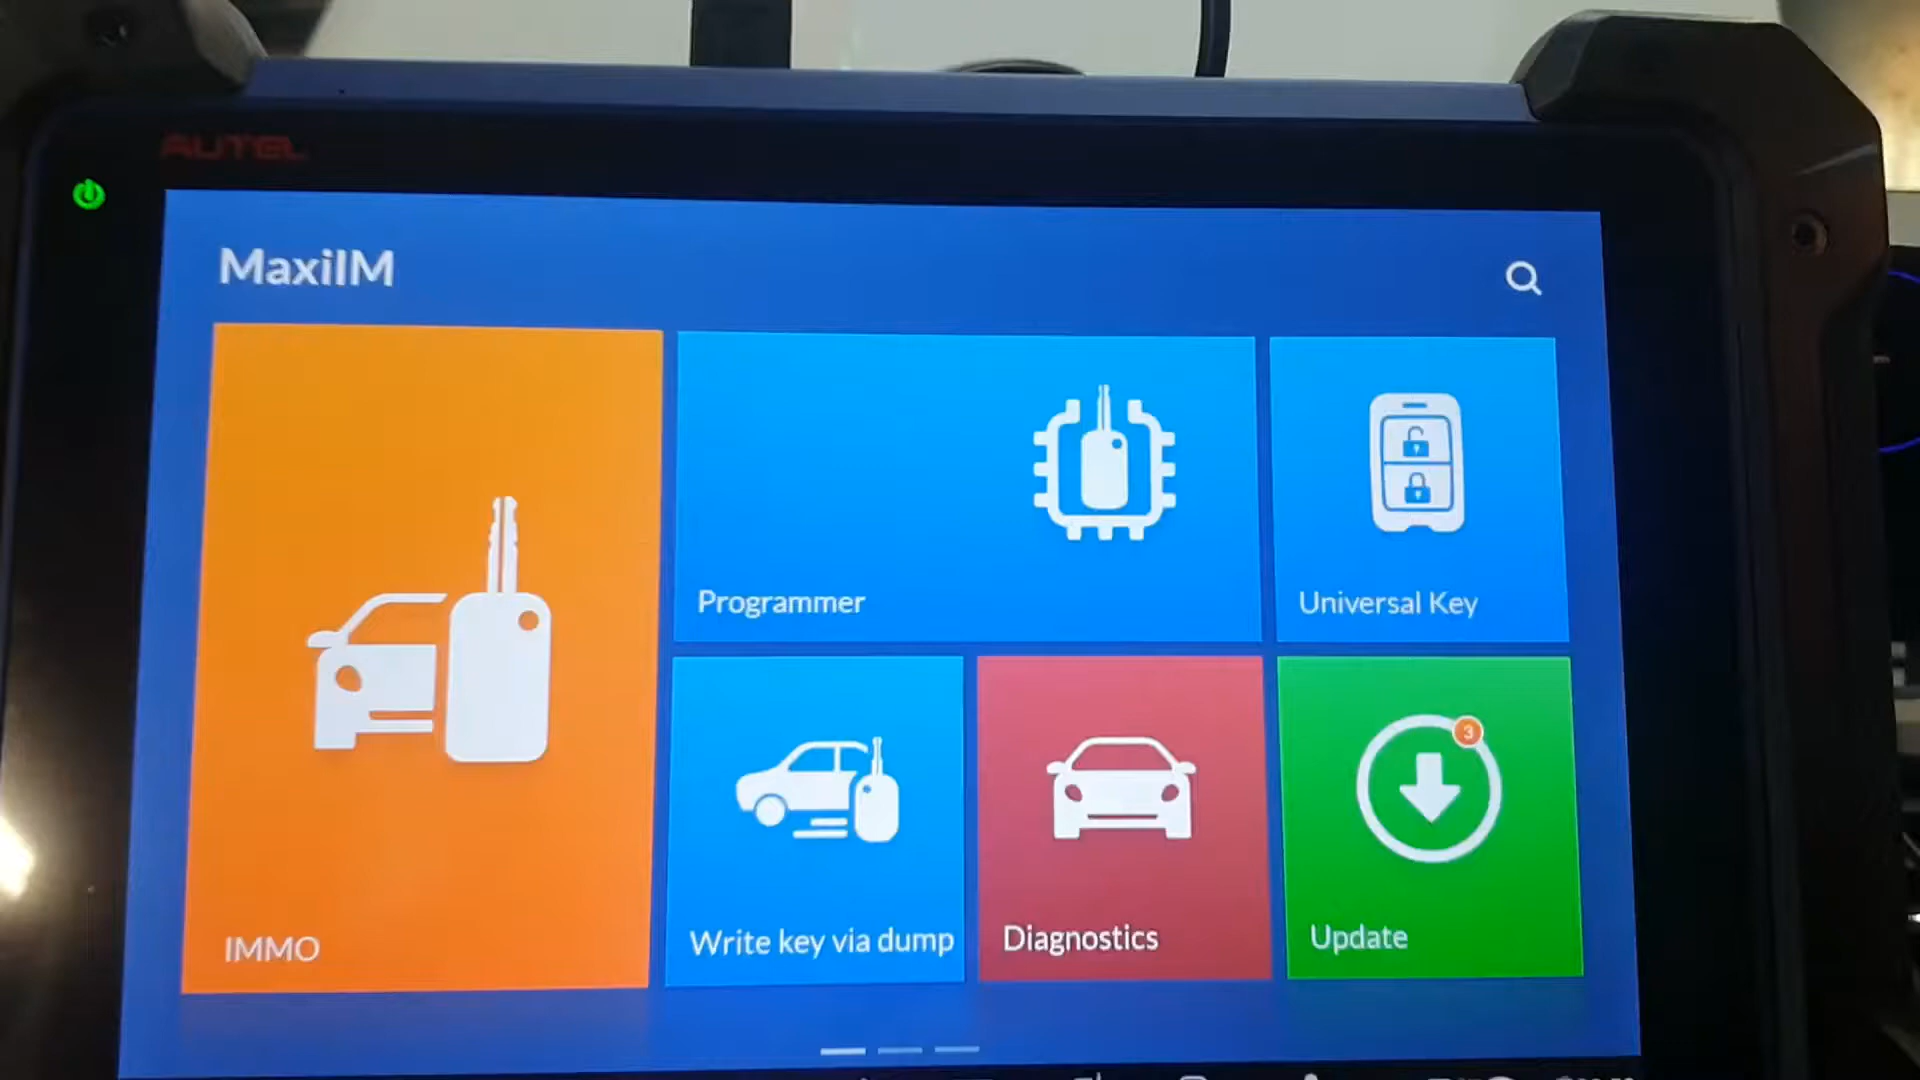 AUTEL
MaxiIM
Programmer
Universal Key
3
IMMO
Write key via dump
Diagnostics
Update